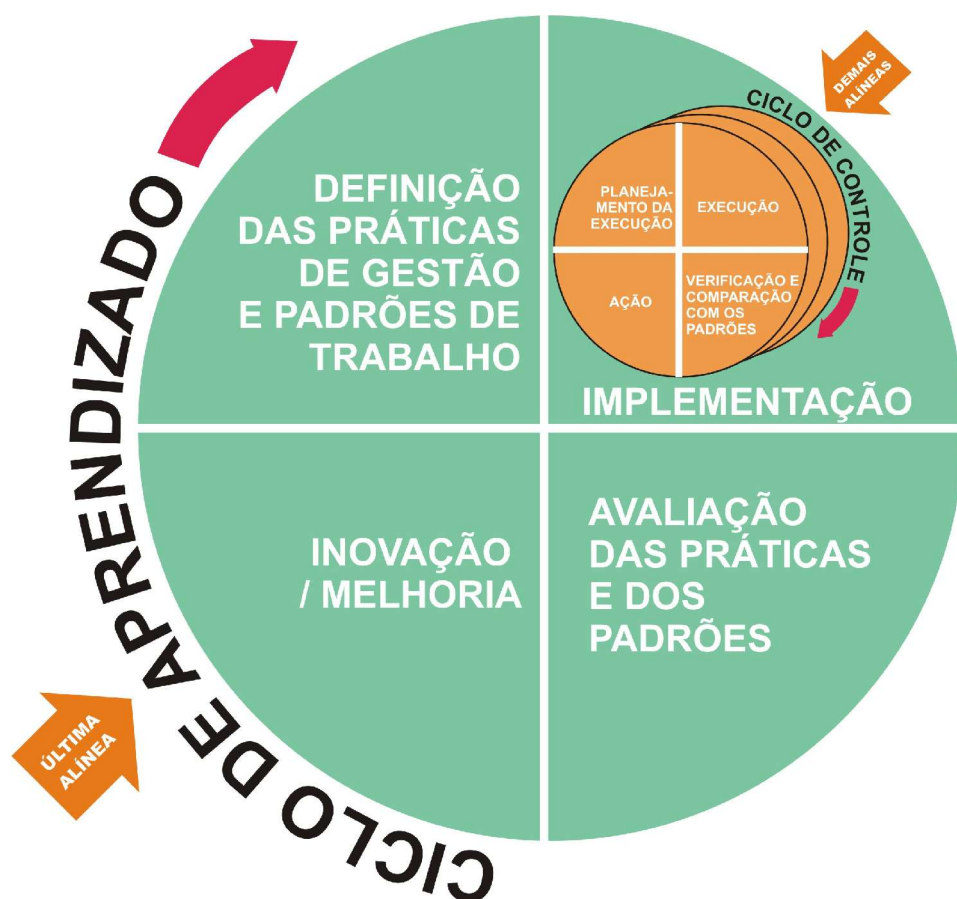 DEFINIÇÃO
DAS PRÁTICAS
DE GESTÃO
E PADRÕES DE
TRABALHO
DEMAIS
ALÍNEAS
CICLO DE CONTROLE
PLANEJA-
MENTO DA
EXECUÇÃO
EXECUÇÃO
AÇÃO
VERIFICAÇÃO E
COMPARAÇÃO
COM OS
PADRÕES
IMPLEMENTAÇÃO
INOVAÇÃO
/ MELHORIA
AVALIAÇÃO
DAS PRÁTICAS
E DOS
PADRÕES
CICLO DE APRENDIZADO
ÚLTIMA
ALÍNEA